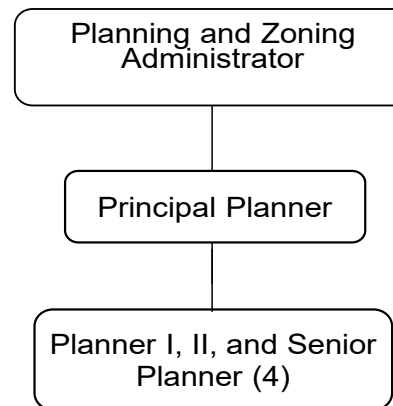 Planning and Zoning
Administrator
Principal Planner
Planner I, II, and Senior
Planner (4)